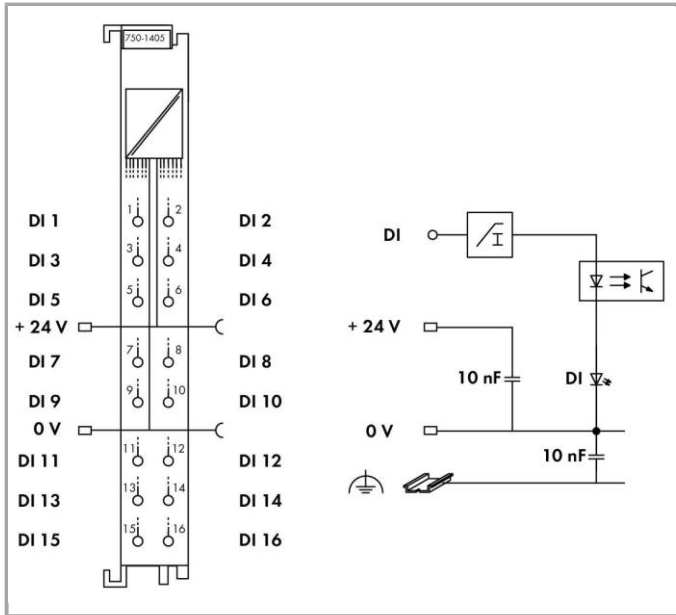 750-1405
1 2
DI 1 DI 2
3 4
DI 3 DI 4
5 6
DI 5 DI 6
+ 24 V
7 8
DI 7 DI 8
9 10
DI 9 DI 10
0 V
11 12
DI 11 DI 12
13 14
DI 13 DI 14
15 16
DI 15 DI 16
DI
I
+ 24 V
10 nF DI
0 V
10 nF